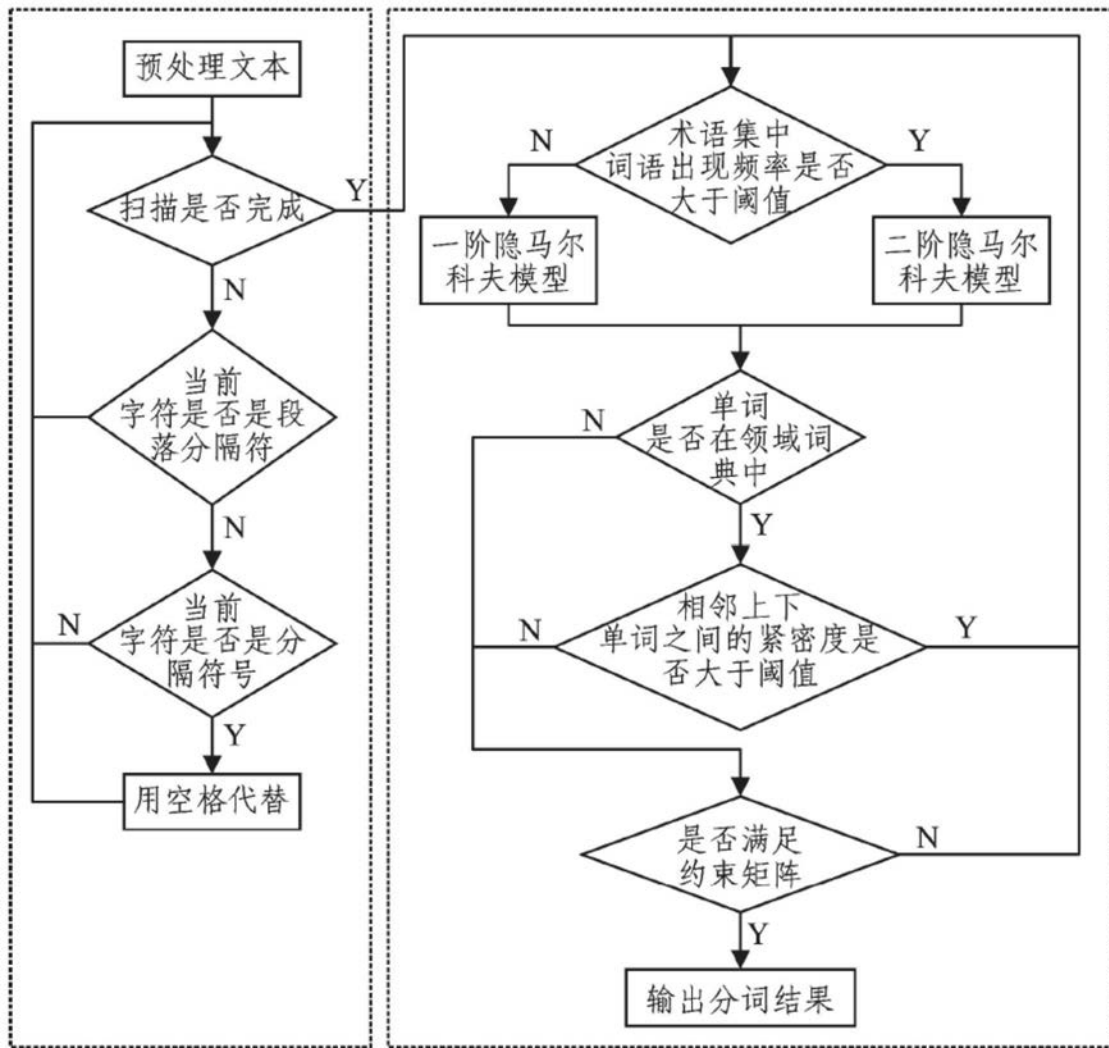 预处理文本
扫描是否完成
Y
N
当前
字符是否是段
落分隔符
N
当前
字符是否是分
隔符号
N
Y
用空格代替
术语集中
词语出现频率是否
大于阈值
N
Y
一阶隐马尔
科夫模型
二阶隐马尔
科夫模型
单词
是否在领域词
典中
N
Y
相邻上下
单词之间的紧密度是
否大于阈值
N
Y
是否满足
约束矩阵
N
Y
输出分词结果